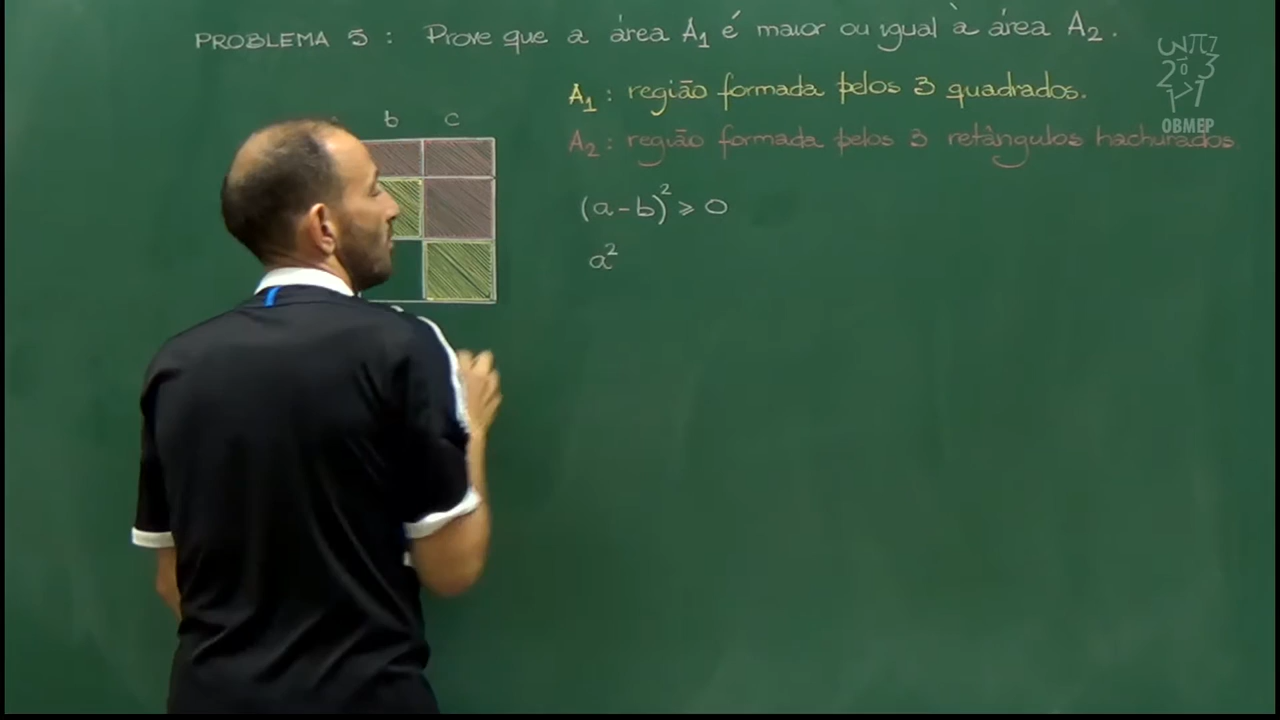 PROBLEMA 5 : Prove que a área A₁ é maior ou igual à área A₂.
A₁ : região formada pelos 3 quadrados.
A₂ : região formada pelos 3 retângulos hachurados.
b c
(a-b)² ⩾ 0
a²
OBMEP